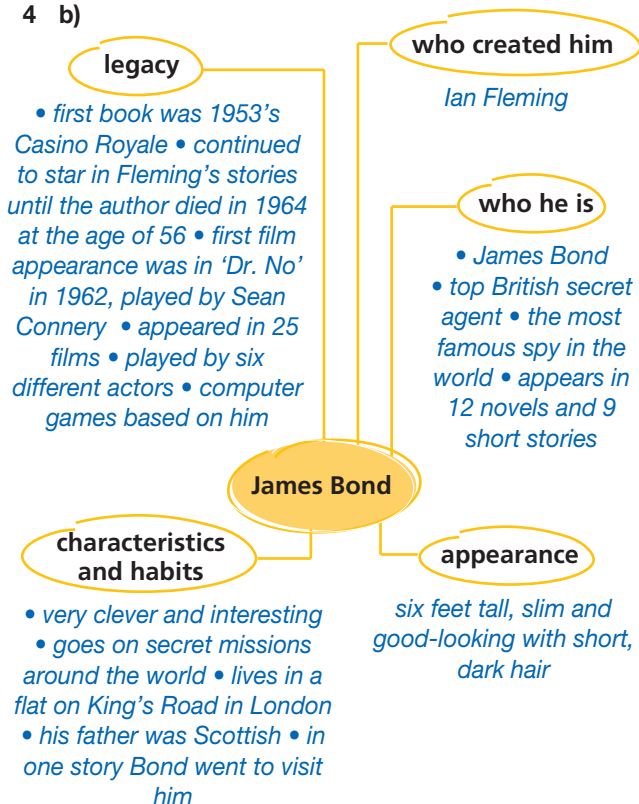 4 b)
legacy
• first book was 1953’s
Casino Royale • continued
to star in Fleming’s stories
until the author died in 1964
at the age of 56 • first film
appearance was in ‘Dr. No’
in 1962, played by Sean
Connery • appeared in 25
films • played by six
different actors • computer
games based on him
who created him
Ian Fleming
who he is
• James Bond
• top British secret
agent • the most
famous spy in the
world • appears in
12 novels and 9
short stories
James Bond
characteristics
and habits
• very clever and interesting
• goes on secret missions
around the world • lives in a
flat on King’s Road in London
• his father was Scottish • in
one story Bond went to visit
him
appearance
six feet tall, slim and
good-looking with short,
dark hair